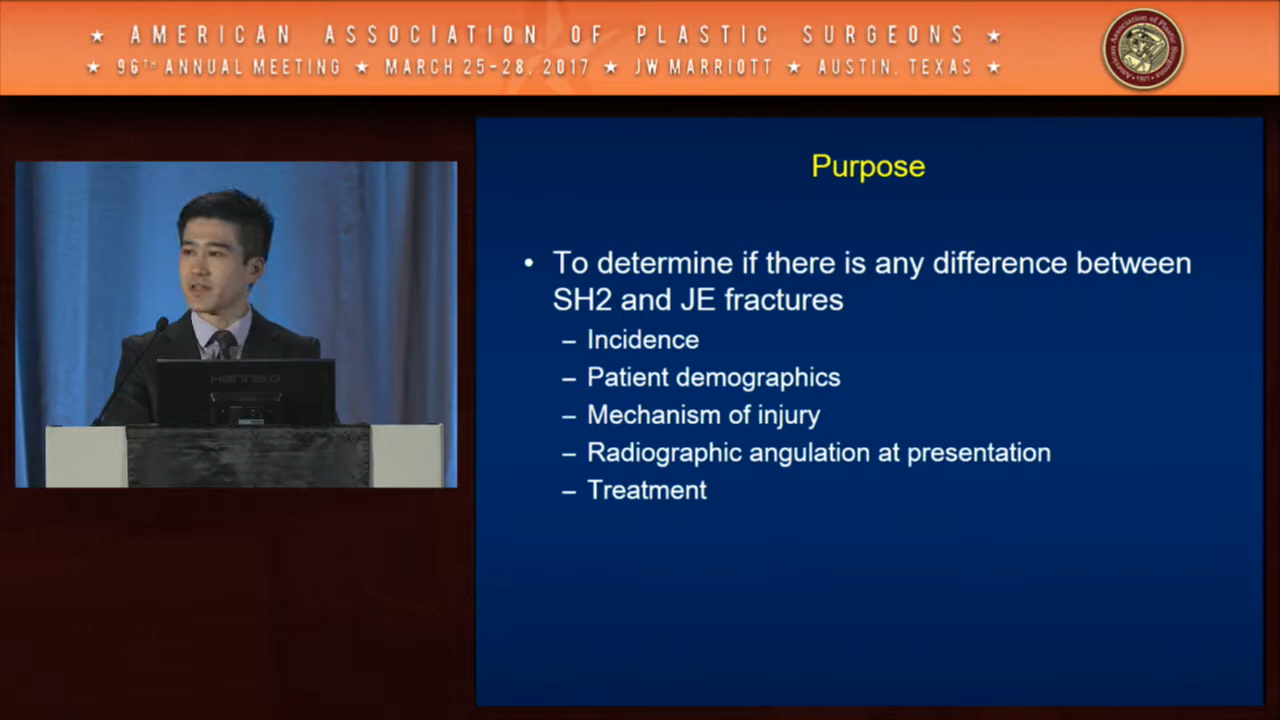 ★ AMERICAN ASSOCIATION OF PLASTIC SURGEONS ★
★ 96TH ANNUAL MEETING ★ MARCH 25-28, 2017 ★ JW MARRIOTT ★ AUSTIN, TEXAS ★
Purpose
• To determine if there is any difference between
SH2 and JE fractures
– Incidence
– Patient demographics
– Mechanism of injury
– Radiographic angulation at presentation
– Treatment